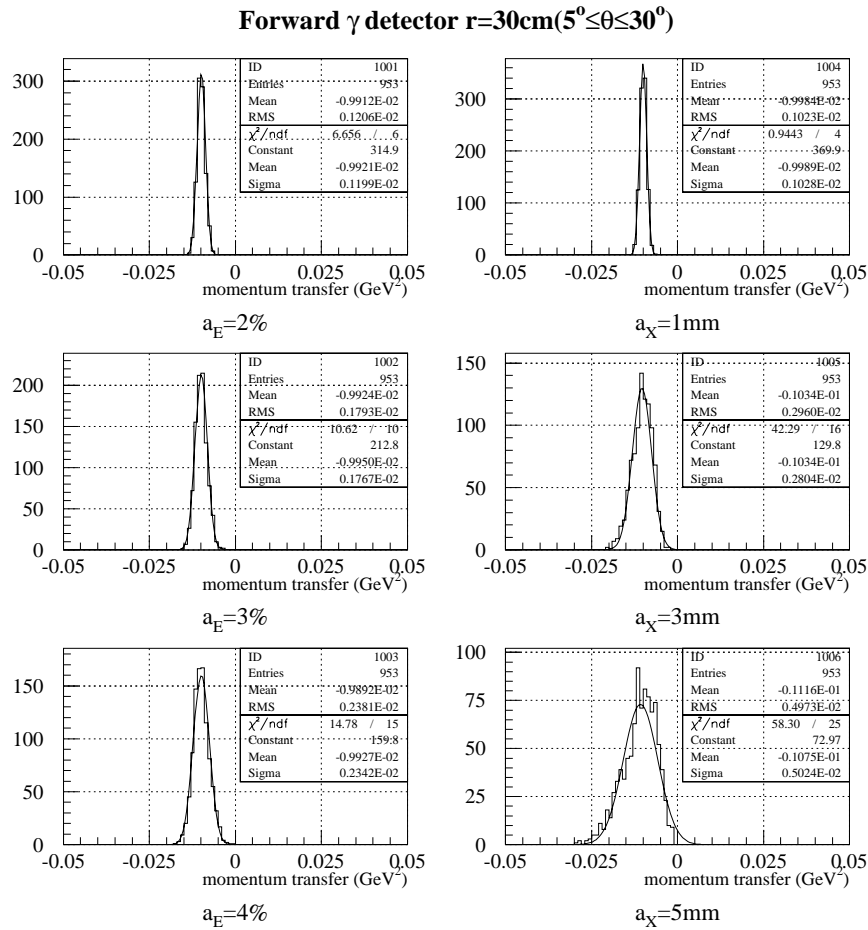 Forward γ detector r=30cm(5°≤θ≤30°)
ID 1001
Entries 953
Mean -0.9912E-02
RMS 0.1206E-02
χ²/ndf 6.656 / 6
Constant 314.9
Mean -0.9921E-02
Sigma 0.1199E-02
300
200
100
0
-0.05 -0.025 0 0.025 0.05
momentum transfer (GeV²)
a_E=2%
ID 1004
Entries 953
Mean -0.9984E-02
RMS 0.1023E-02
χ²/ndf 0.9443 / 4
Constant 369.9
Mean -0.9989E-02
Sigma 0.1028E-02
300
200
100
0
-0.05 -0.025 0 0.025 0.05
momentum transfer (GeV²)
a_X=1mm
ID 1002
Entries 953
Mean -0.9924E-02
RMS 0.1793E-02
χ²/ndf 10.62 / 10
Constant 212.8
Mean -0.9950E-02
Sigma 0.1767E-02
200
150
100
50
0
-0.05 -0.025 0 0.025 0.05
momentum transfer (GeV²)
a_E=3%
ID 1005
Entries 953
Mean -0.1034E-01
RMS 0.2960E-02
χ²/ndf 42.29 / 16
Constant 129.8
Mean -0.1034E-01
Sigma 0.2804E-02
150
100
50
0
-0.05 -0.025 0 0.025 0.05
momentum transfer (GeV²)
a_X=3mm
ID 1003
Entries 953
Mean -0.9892E-02
RMS 0.2381E-02
χ²/ndf 14.78 / 15
Constant 159.8
Mean -0.9927E-02
Sigma 0.2342E-02
150
100
50
0
-0.05 -0.025 0 0.025 0.05
momentum transfer (GeV²)
a_E=4%
ID 1006
Entries 953
Mean -0.1116E-01
RMS 0.4973E-02
χ²/ndf 58.30 / 25
Constant 72.97
Mean -0.1075E-01
Sigma 0.5024E-02
100
75
50
25
0
-0.05 -0.025 0 0.025 0.05
momentum transfer (GeV²)
a_X=5mm